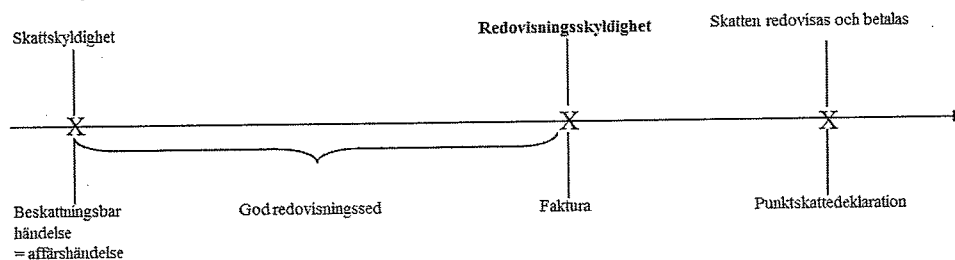 Skattskyldighet
Redovisningsskyldighet
Skatten redovisas och betalas
X
X
X
Beskattningsbar
händelse
= affärshändelse
God redovisningssed
Faktura
Punktskattedeklaration